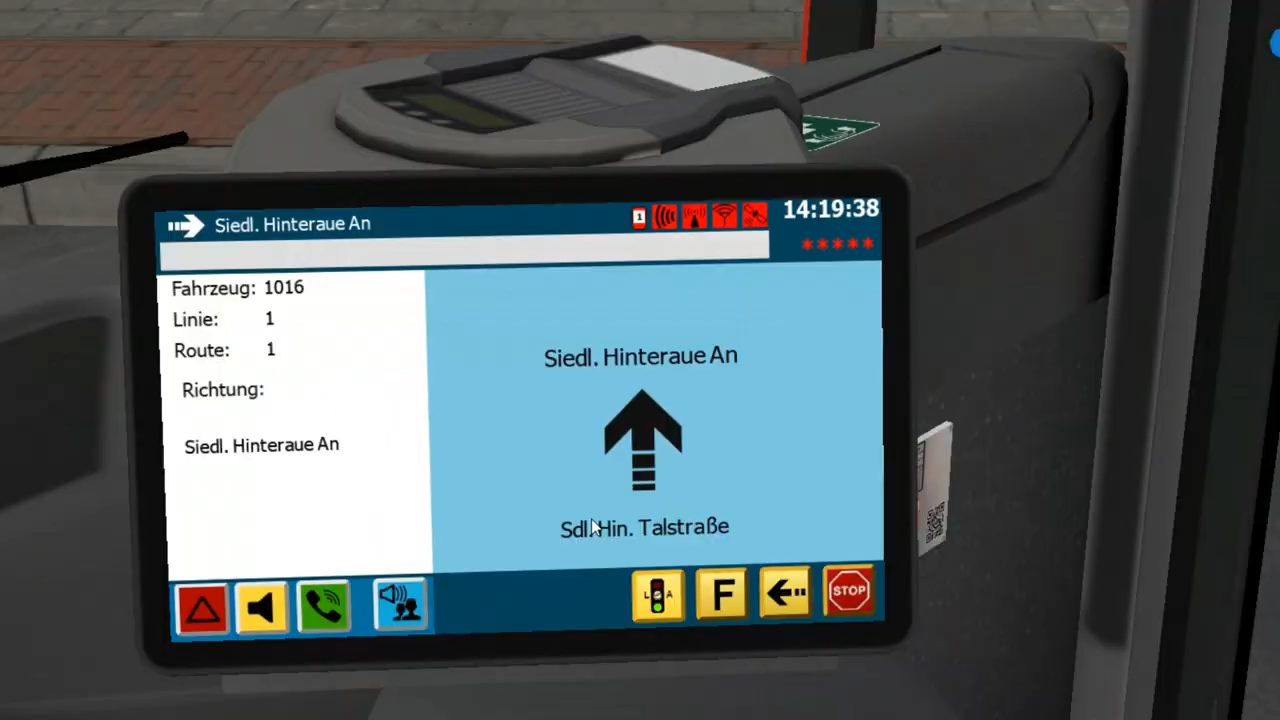 Siedl. Hinteraue An
1
14:19:38
*****
Fahrzeug: 1016
Linie: 1
Route: 1
Richtung:
Siedl. Hinteraue An
Siedl. Hinteraue An
Sdl. Hin. Talstraße
L A
F
STOP